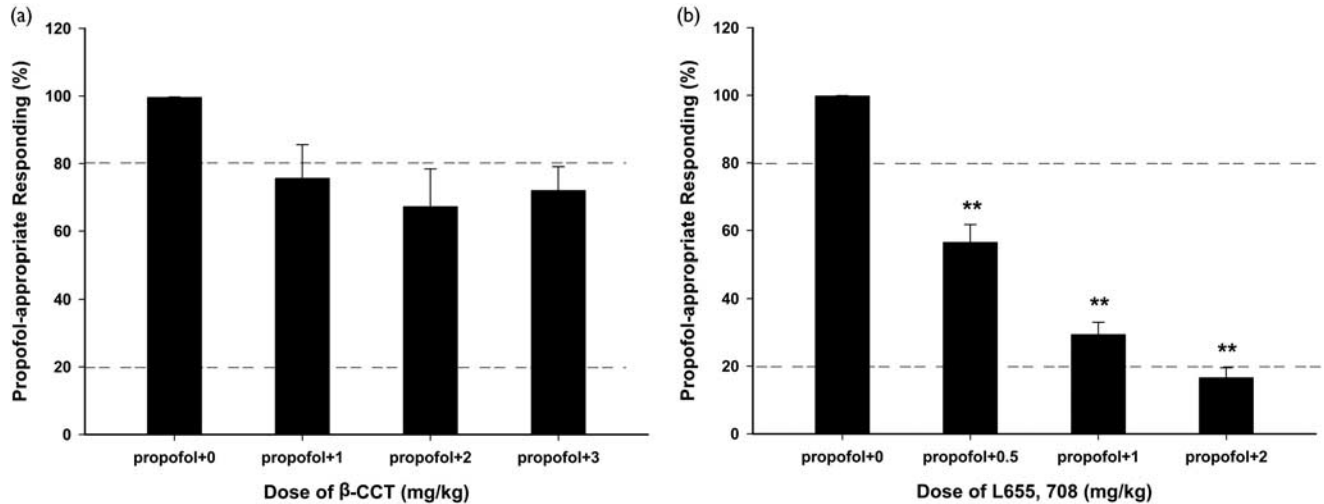 (a)
Propofol-appropriate Responding (%)
120
100
80
60
40
20
0
propofol+0 propofol+1 propofol+2 propofol+3
Dose of β-CCT (mg/kg)
(b)
Propofol-appropriate Responding (%)
120
100
80
60
40
20
0
**
**
**
propofol+0 propofol+0.5 propofol+1 propofol+2
Dose of L655, 708 (mg/kg)